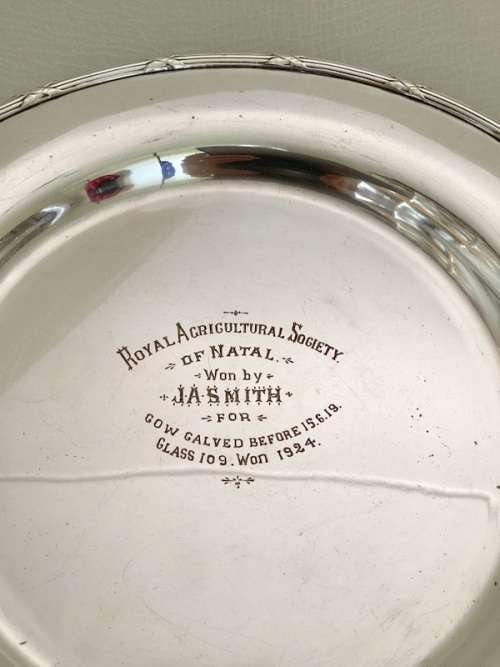 ROYAL AGRICULTURAL SOCIETY
OF NATAL.
Won by
J.A.SMITH
FOR
COW CALVED BEFORE 15.6.19.
CLASS 109. WON 1924.